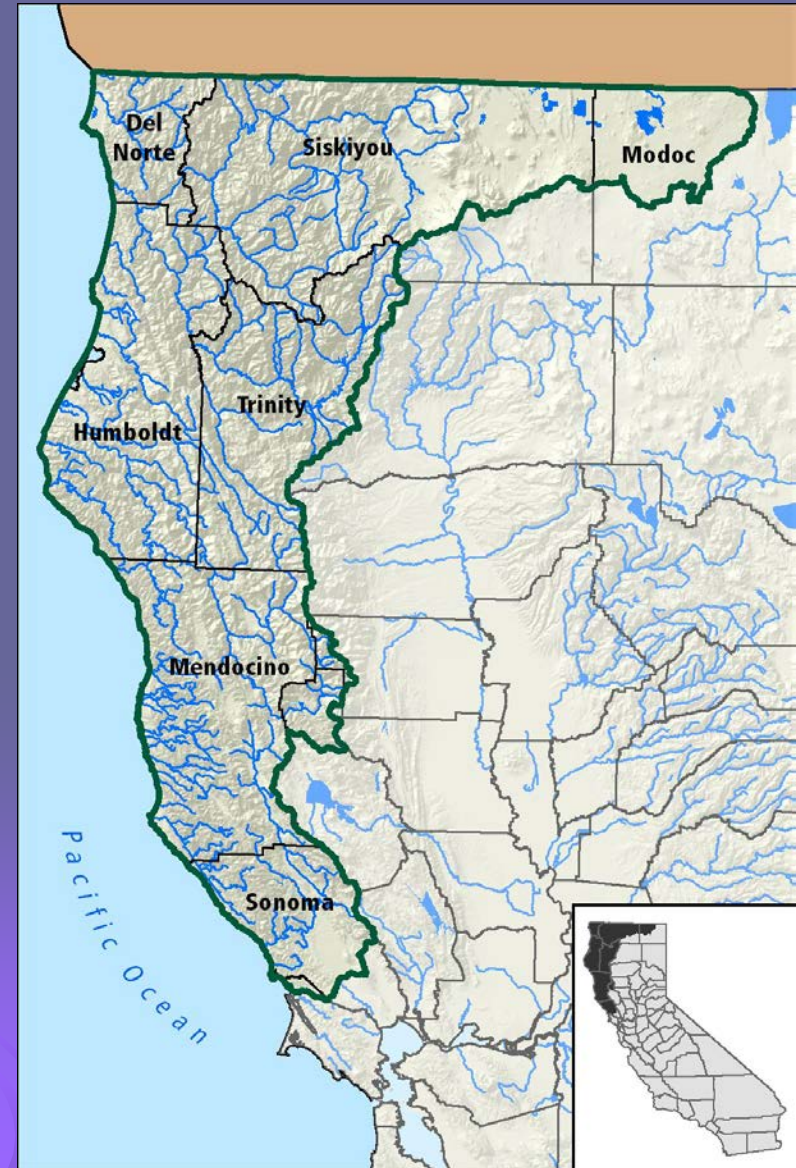 Del
Norte
Siskiyou
Modoc
Trinity
Humboldt
Mendocino
Sonoma
Pacific Ocean